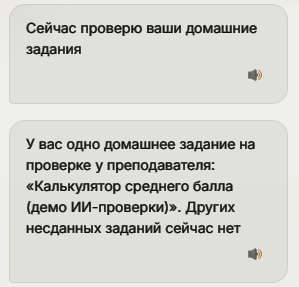 Сейчас проверю ваши домашние
задания
У вас одно домашнее задание на
проверке у преподавателя:
«Калькулятор среднего балла
(демо ИИ-проверки)». Других
несданных заданий сейчас нет